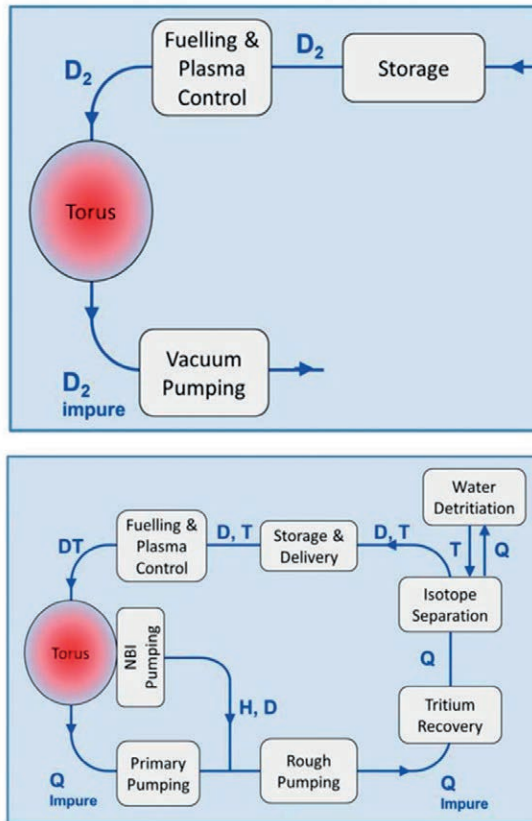 Fuelling &
Plasma
Control
D₂
Storage
D₂
Torus
D₂
impure
Vacuum
Pumping
Water
Detritiation
Fuelling &
Plasma
Control
D, T
Storage &
Delivery
D, T
T
Q
DT
Isotope
Separation
Torus
NBI
Pumping
Q
H, D
Tritium
Recovery
Q
Impure
Primary
Pumping
Rough
Pumping
Q
Impure